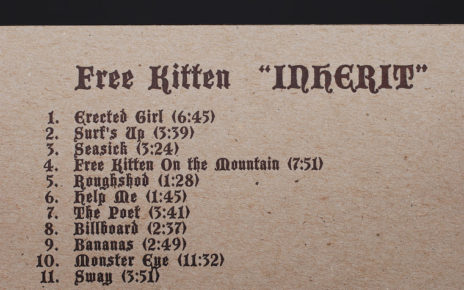 Free Kitten "INHERIT"
1. Erected Girl (6:45)
2. Surf's Up (3:39)
3. Seasick (3:24)
4. Free Kitten On the Mountain (7:51)
5. Roughshod (1:28)
6. Help Me (1:45)
7. The Poet (3:41)
8. Billboard (2:37)
9. Bananas (2:49)
10. Monster Eye (11:32)
11. Sway (3:51)